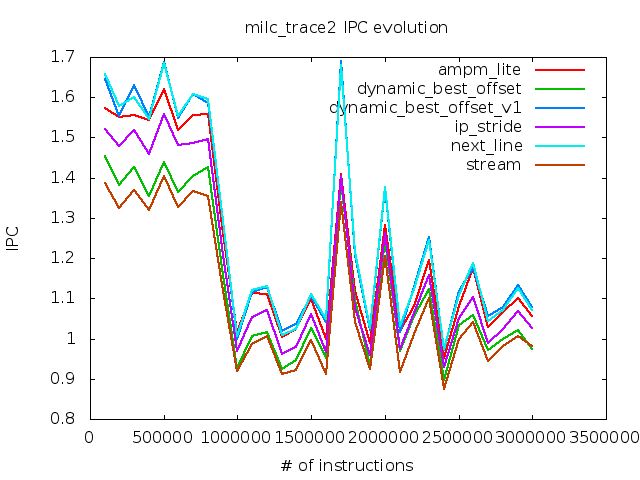 milc_trace2 IPC evolution
1.7
1.6
1.5
1.4
1.3
1.2
1.1
1
0.9
0.8
IPC
ampm_lite
dynamic_best_offset
dynamic_best_offset_v1
ip_stride
next_line
stream
0 500000 1000000 1500000 2000000 2500000 3000000 3500000
# of instructions